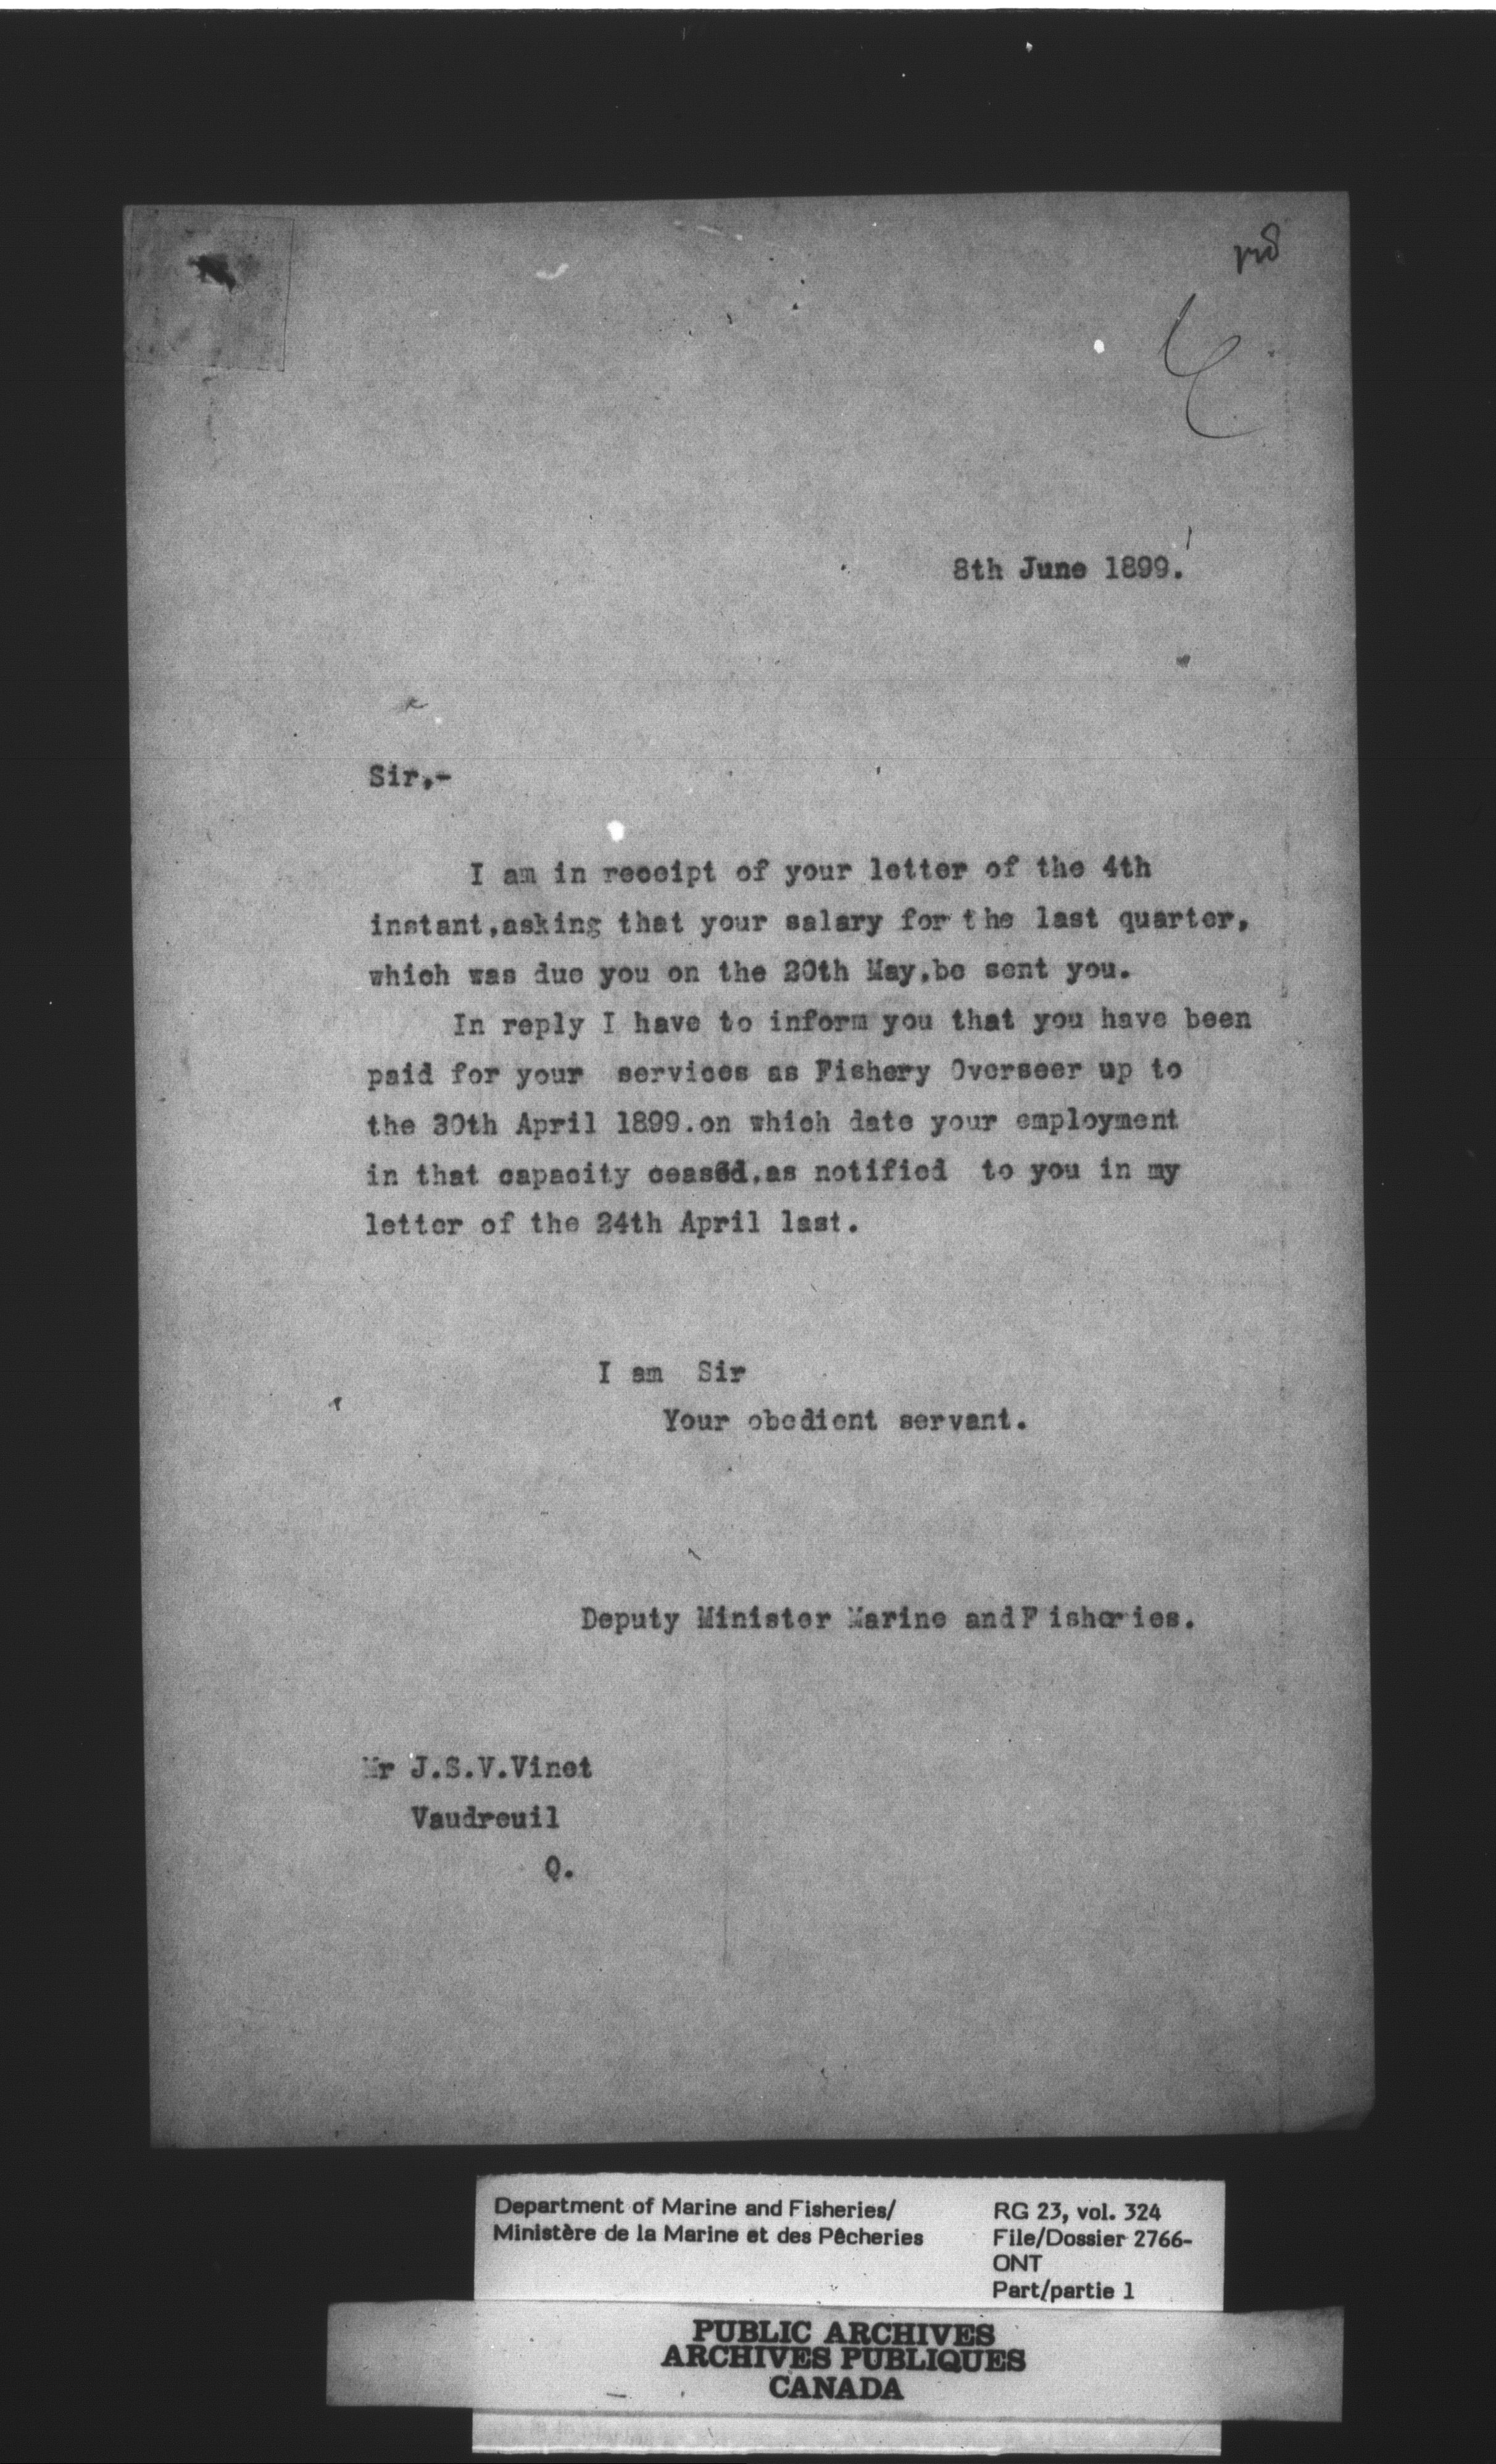 8th June 1899.
Sir,-
I am in receipt of your letter of the 4th
instant,asking that your salary for the last quarter,
which was due you on the 20th May,be sent you.
In reply I have to inform you that you have been
paid for your services as Fishery Overseer up to
the 30th April 1899.on which date your employment
in that capacity ceased,as notified to you in my
letter of the 24th April last.
I am Sir
Your obedient servant.
Deputy Minister Marine and Fisheries.
Mr J.S.V.Vinet
Vaudreuil
Q.
Department of Marine and Fisheries/
Ministère de la Marine et des Pêcheries
RG 23, vol. 324
File/Dossier 2766-
ONT
Part/partie 1
PUBLIC ARCHIVES
ARCHIVES PUBLIQUES
CANADA